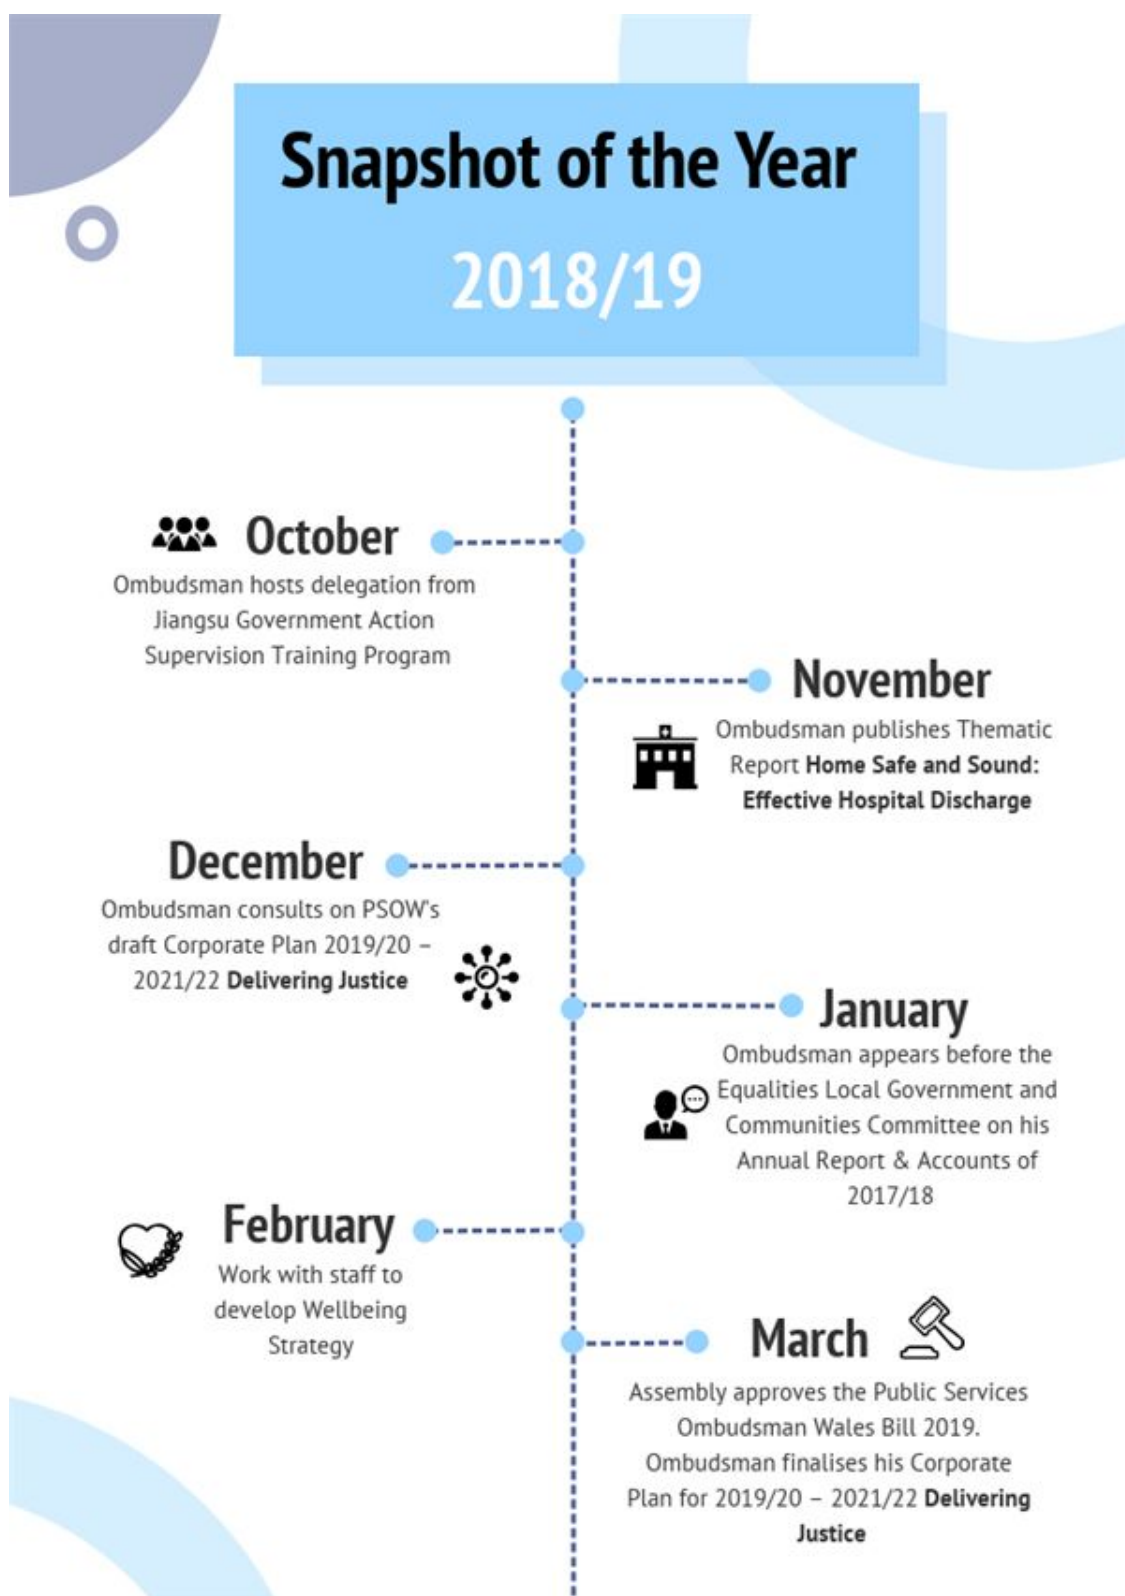 Snapshot of the Year
2018/19
October
Ombudsman hosts delegation from
Jiangsu Government Action
Supervision Training Program
November
Ombudsman publishes Thematic
Report Home Safe and Sound:
Effective Hospital Discharge
December
Ombudsman consults on PSOW's
draft Corporate Plan 2019/20 –
2021/22 Delivering Justice
January
Ombudsman appears before the
Equalities Local Government and
Communities Committee on his
Annual Report & Accounts of
2017/18
February
Work with staff to
develop Wellbeing
Strategy
March
Assembly approves the Public Services
Ombudsman Wales Bill 2019.
Ombudsman finalises his Corporate
Plan for 2019/20 – 2021/22 Delivering
Justice